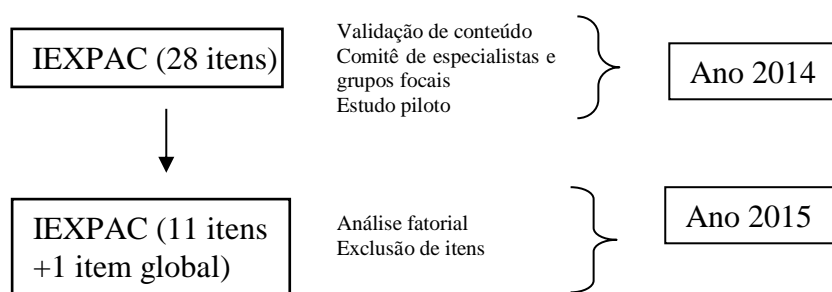 IEXPAC (28 itens)
Validação de conteúdo
Comitê de especialistas e
grupos focais
Estudo piloto
Ano 2014
IEXPAC (11 itens
+1 item global)
Análise fatorial
Exclusão de itens
Ano 2015